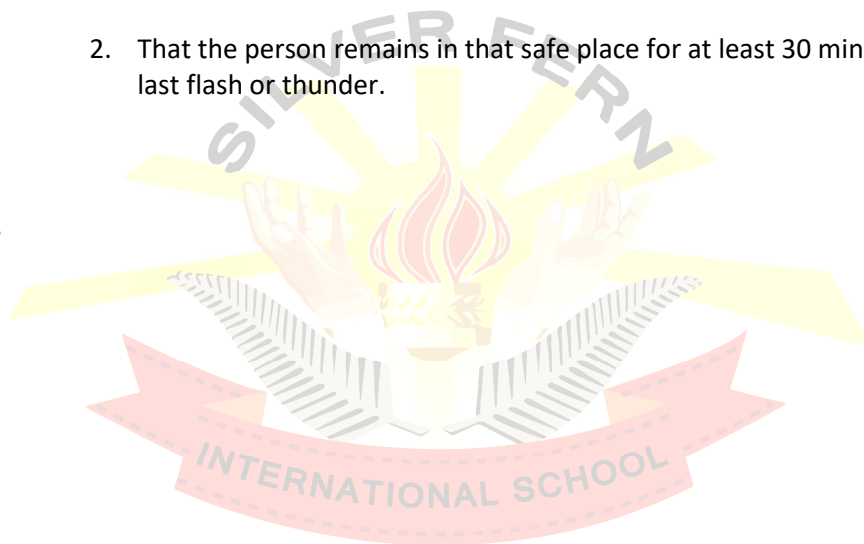 2. That the person remains in that safe place for at least 30 min
last flash or thunder.
SILVER FERN
INTERNATIONAL SCHOOL